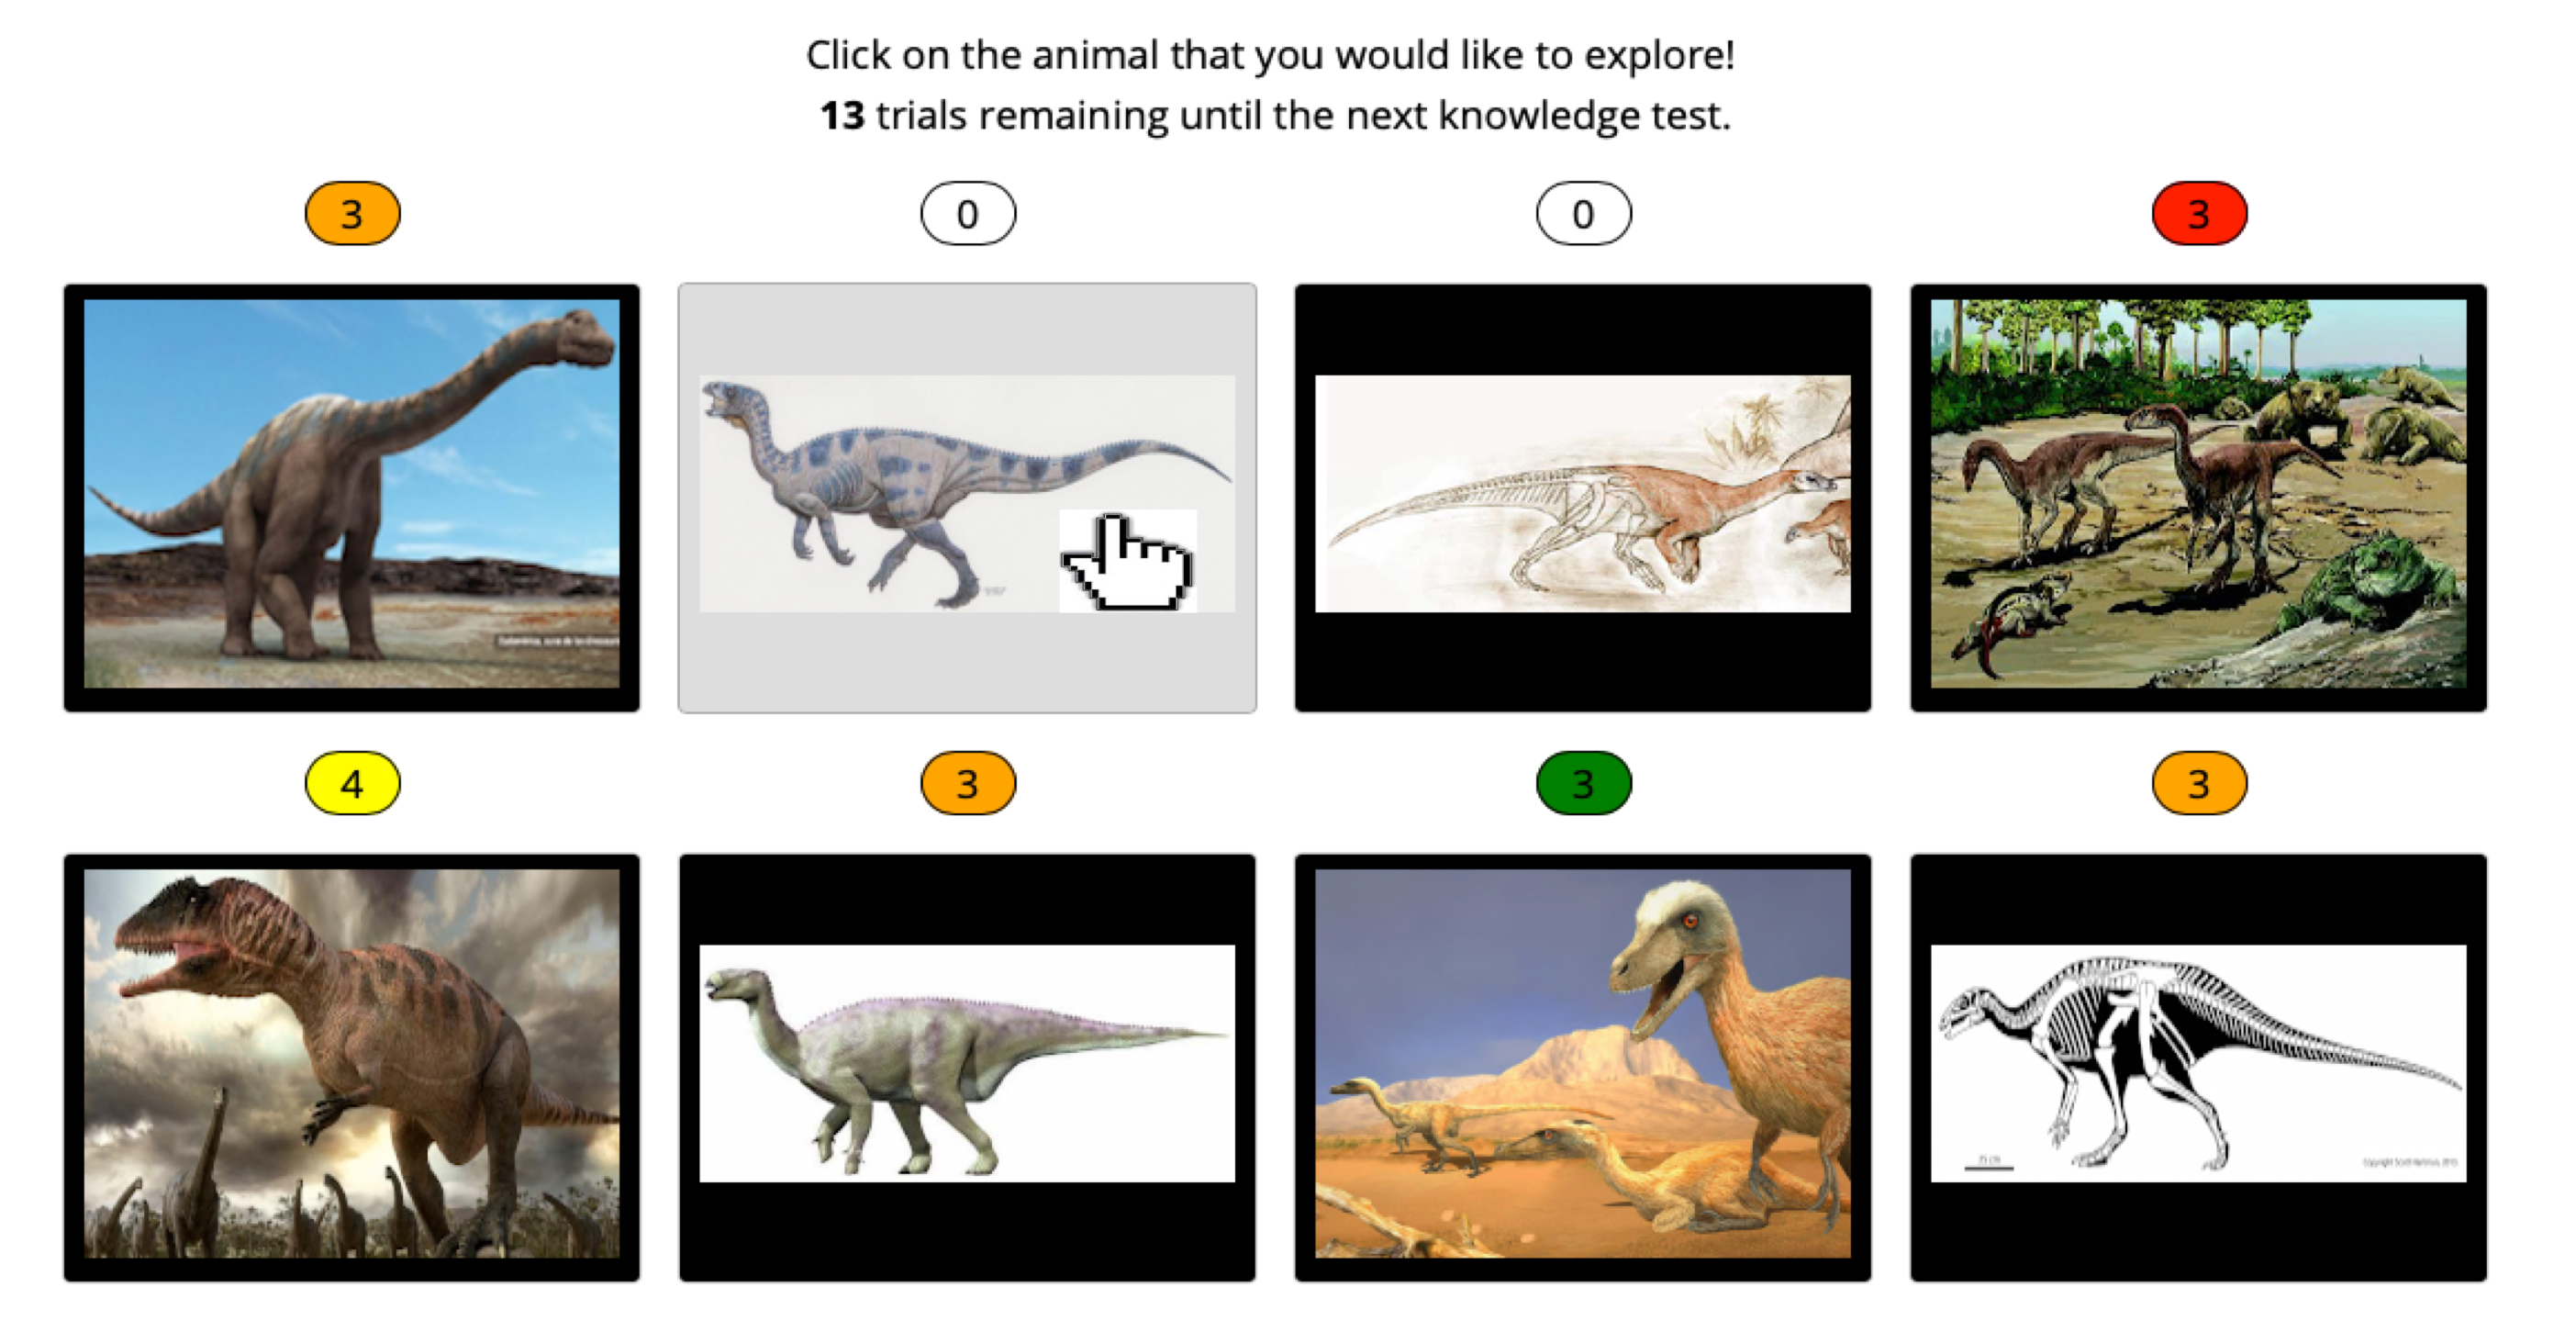 Click on the animal that you would like to explore!
13 trials remaining until the next knowledge test.
3 0 0 3
4 3 3 3